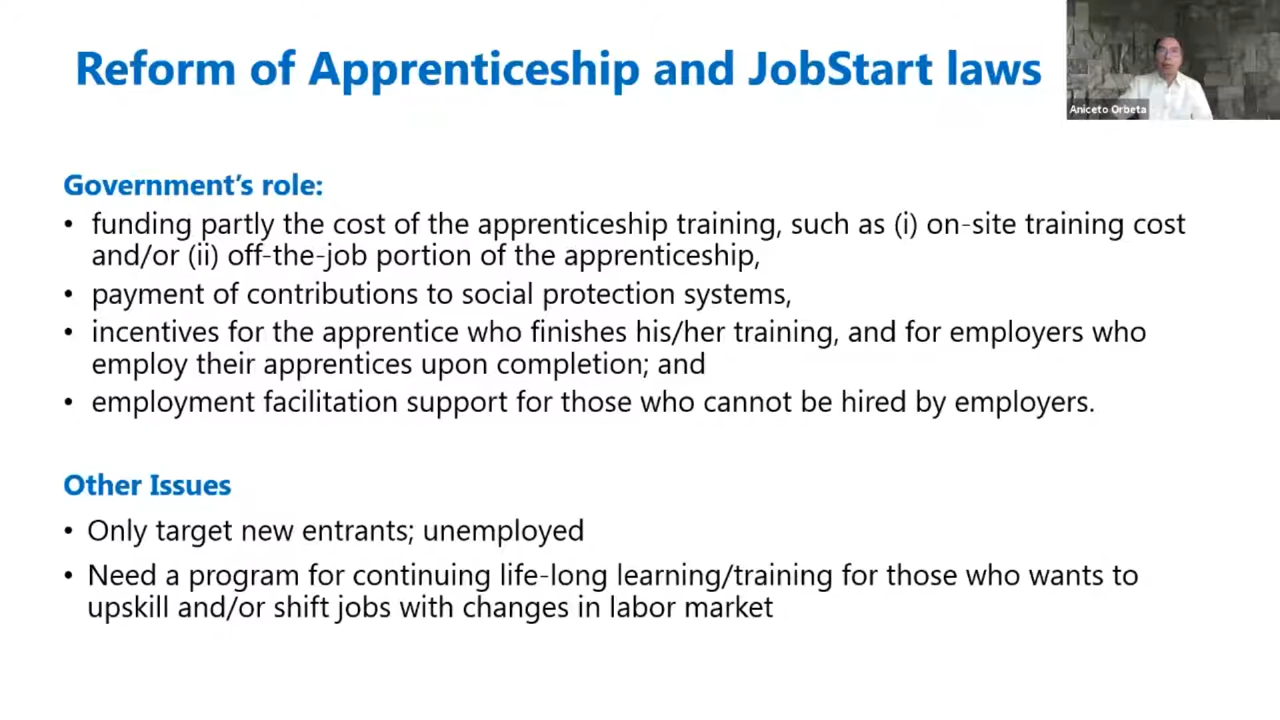 Reform of Apprenticeship and JobStart laws
Aniceto Orbeta
Government's role:
• funding partly the cost of the apprenticeship training, such as (i) on-site training cost
and/or (ii) off-the-job portion of the apprenticeship,
• payment of contributions to social protection systems,
• incentives for the apprentice who finishes his/her training, and for employers who
employ their apprentices upon completion; and
• employment facilitation support for those who cannot be hired by employers.
Other Issues
• Only target new entrants; unemployed
• Need a program for continuing life-long learning/training for those who wants to
upskill and/or shift jobs with changes in labor market